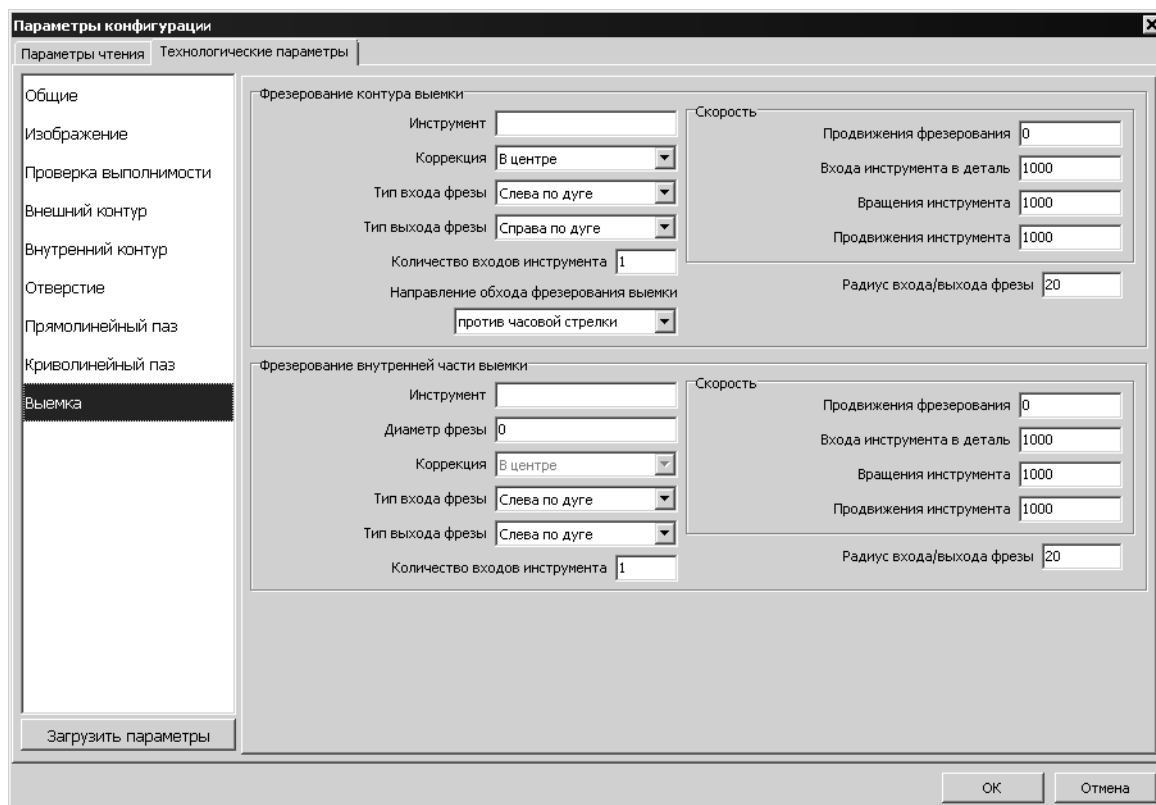 Параметры конфигурации
Параметры чтения
Технологические параметры
Общие
Изображение
Проверка выполнимости
Внешний контур
Внутренний контур
Отверстие
Прямолинейный паз
Криволинейный паз
Выемка
Загрузить параметры
Фрезерование контура выемки
Инструмент
Коррекция В центре
Тип входа фрезы Слева по дуге
Тип выхода фрезы Справа по дуге
Количество входов инструмента 1
Направление обхода фрезерования выемки
против часовой стрелки
Скорость
Продвижения фрезерования 0
Входа инструмента в деталь 1000
Вращения инструмента 1000
Продвижения инструмента 1000
Радиус входа/выхода фрезы 20
Фрезерование внутренней части выемки
Инструмент
Диаметр фрезы 0
Коррекция В центре
Тип входа фрезы Слева по дуге
Тип выхода фрезы Слева по дуге
Количество входов инструмента 1
Скорость
Продвижения фрезерования 0
Входа инструмента в деталь 1000
Вращения инструмента 1000
Продвижения инструмента 1000
Радиус входа/выхода фрезы 20
ОК
Отмена